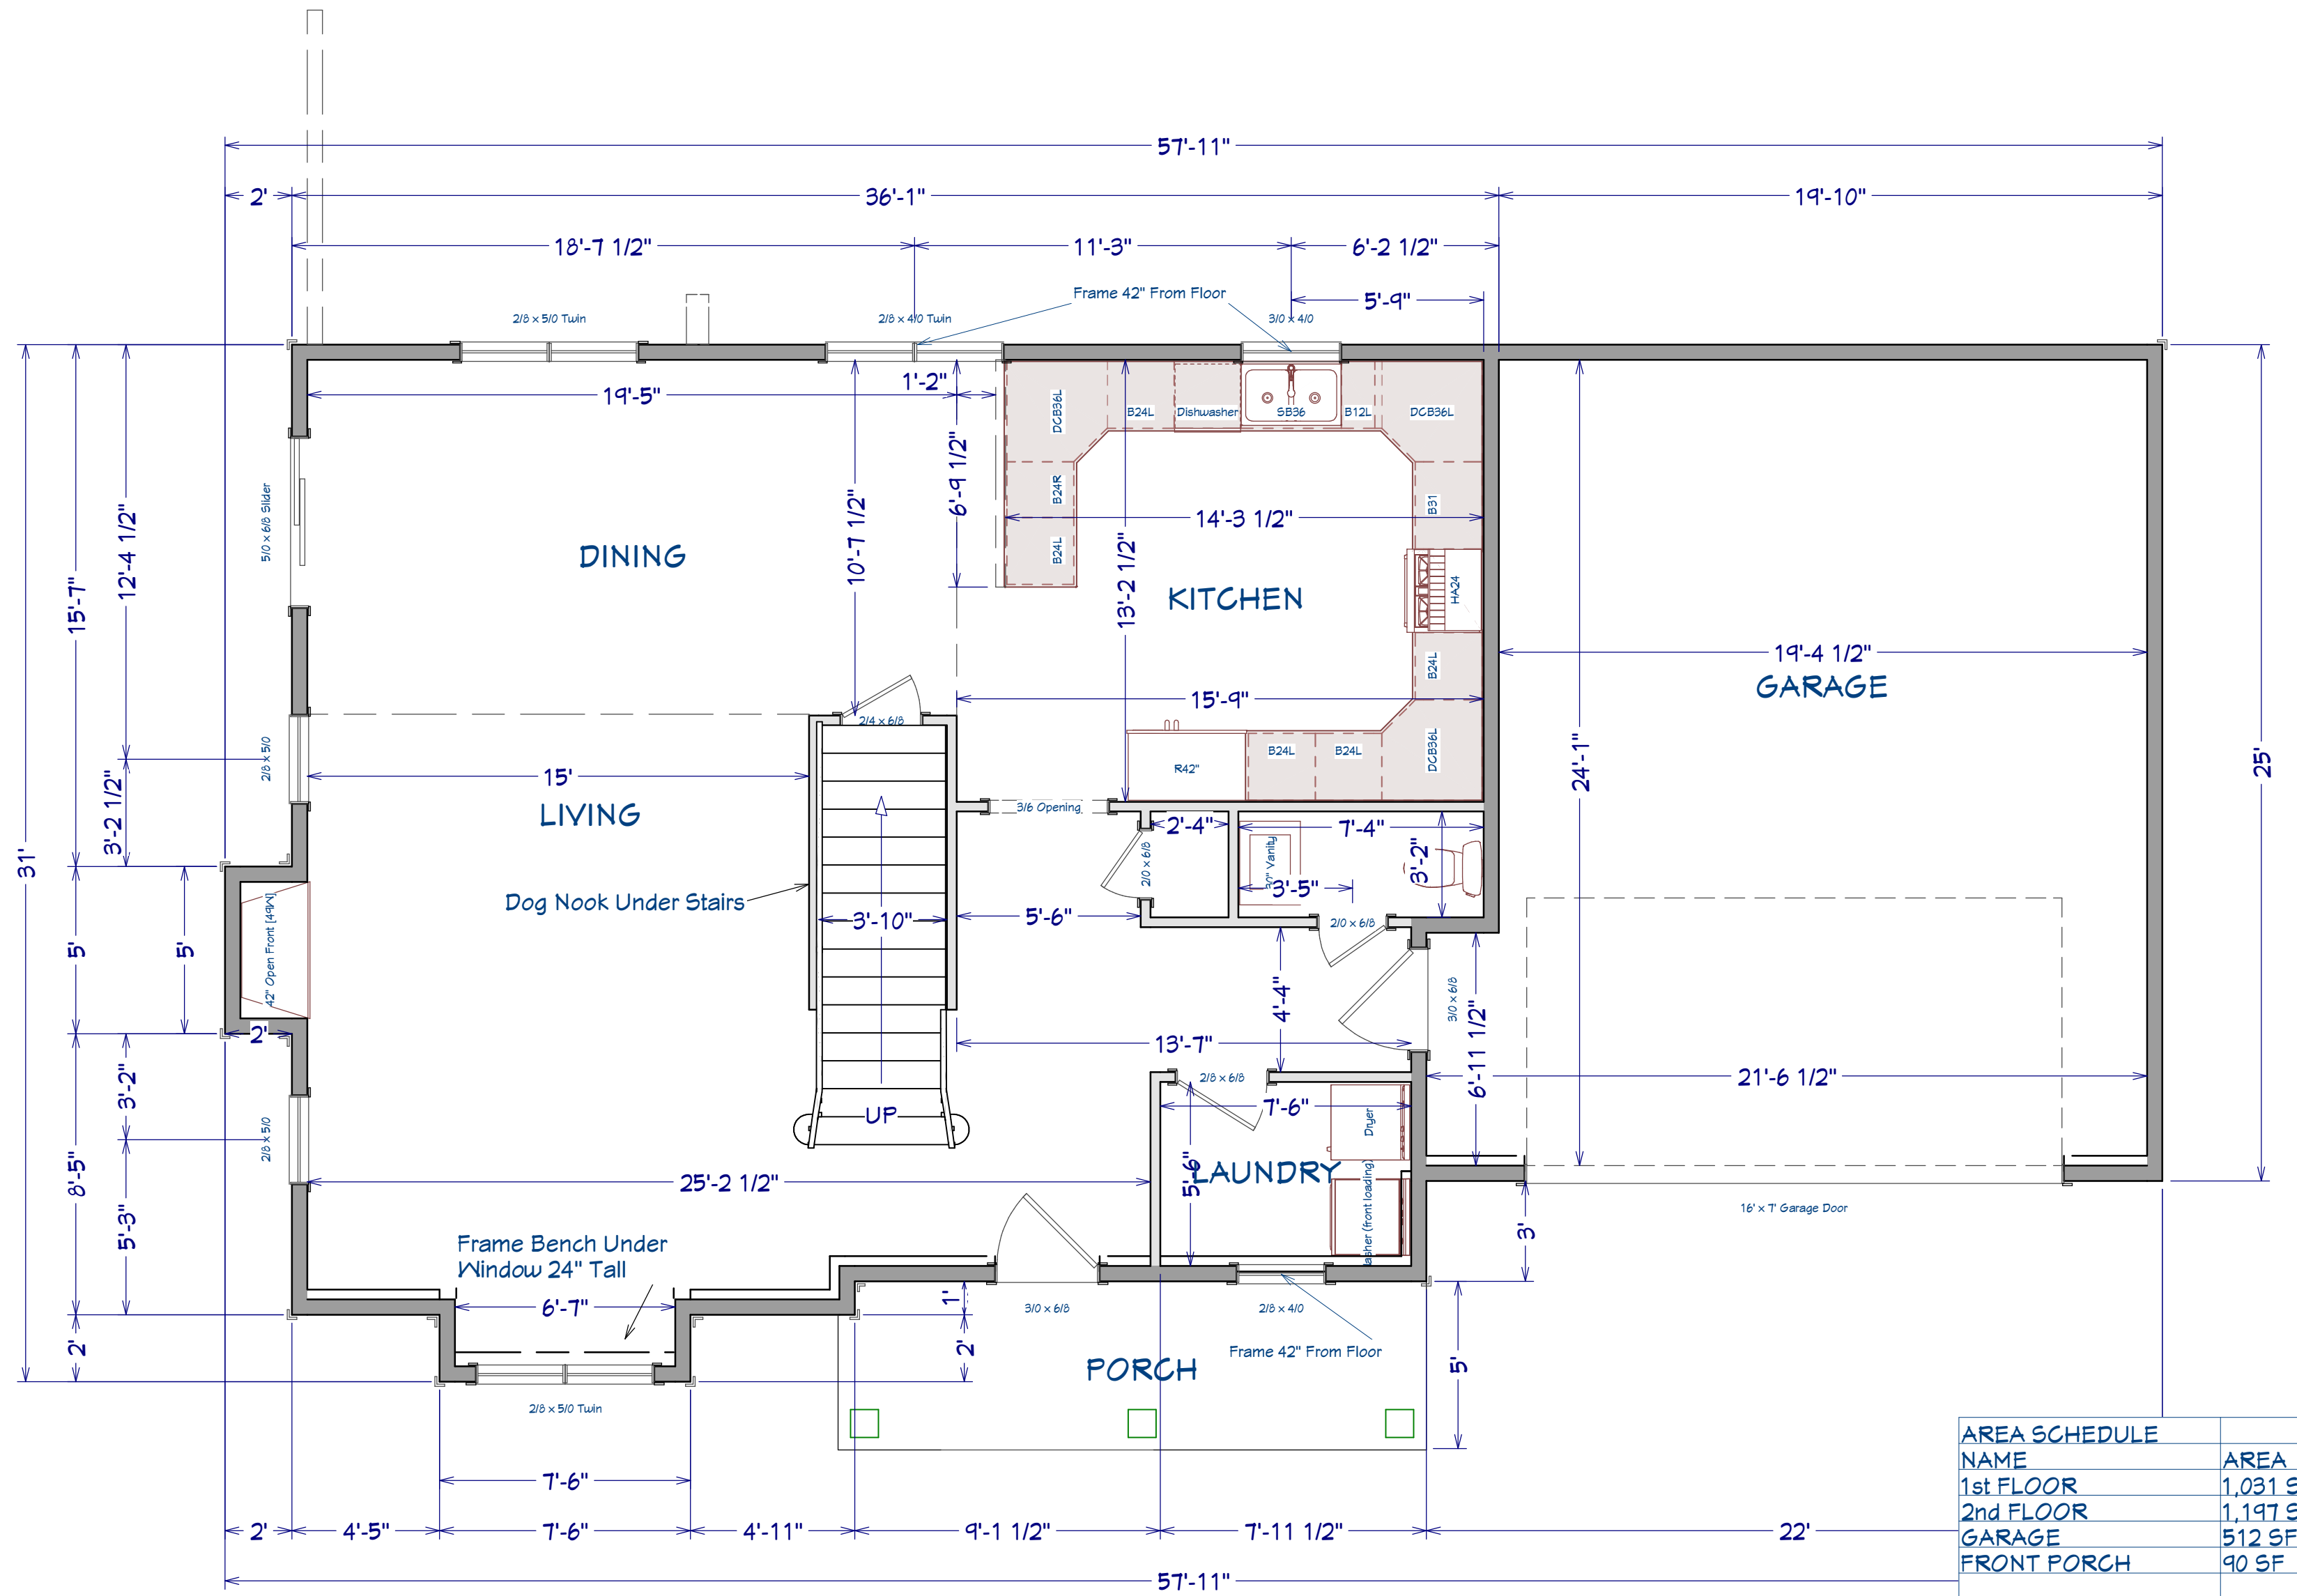 57'-11"
2'
36'-1"
19'-10"
18'-7 1/2"
11'-3"
6'-2 1/2"
Frame 42" From Floor
5'-9"
2/8 x 5/0 Twin
2/8 x 4/0 Twin
3/0 x 4/0
1'-2"
19'-5"
DCB36L
B24L
Dishwasher
SB36
B12L
DCB36L
6'-9 1/2"
B24R
B31
5/0 x 6/8 Slider
12'-4 1/2"
10'-7 1/2"
14'-3 1/2"
DINING
B24L
13'-2 1/2"
KITCHEN
HA24
15'-7"
19'-4 1/2"
GARAGE
B24L
15'-9"
2/4 x 6/8
2/8 x 5/0
15'
LIVING
R42"
B24L
B24L
DCB36L
24'-1"
25'
3'-2 1/2"
3/6 Opening
2'-4"
7'-4"
31'
2/0 x 6/8
3'-2"
Dog Nook Under Stairs
3'-10"
5'-6"
3'-5"
2/0 x 6/8
5'
5'
42" Open Front [49W]
4'-4"
3/0 x 6/8
2'
13'-7"
6'-11 1/2"
3'-2"
2/8 x 6/8
21'-6 1/2"
UP
7'-6"
Dryer
2/8 x 5/0
8'-5"
25'-2 1/2"
5'-6"
LAUNDRY
(front loading)
16' x 7' Garage Door
5'-3"
3'
Frame Bench Under
Window 24" Tall
6'-7"
1'
3/0 x 6/8
2/8 x 4/0
2'
2'
Frame 42" From Floor
PORCH
5'
2/8 x 5/0 Twin
7'-6"
2'
4'-5"
7'-6"
4'-11"
9'-1 1/2"
7'-11 1/2"
22'
57'-11"
AREA SCHEDULE
NAME AREA
1st FLOOR 1,031 S
2nd FLOOR 1,197 S
GARAGE 512 SF
FRONT PORCH 90 SF